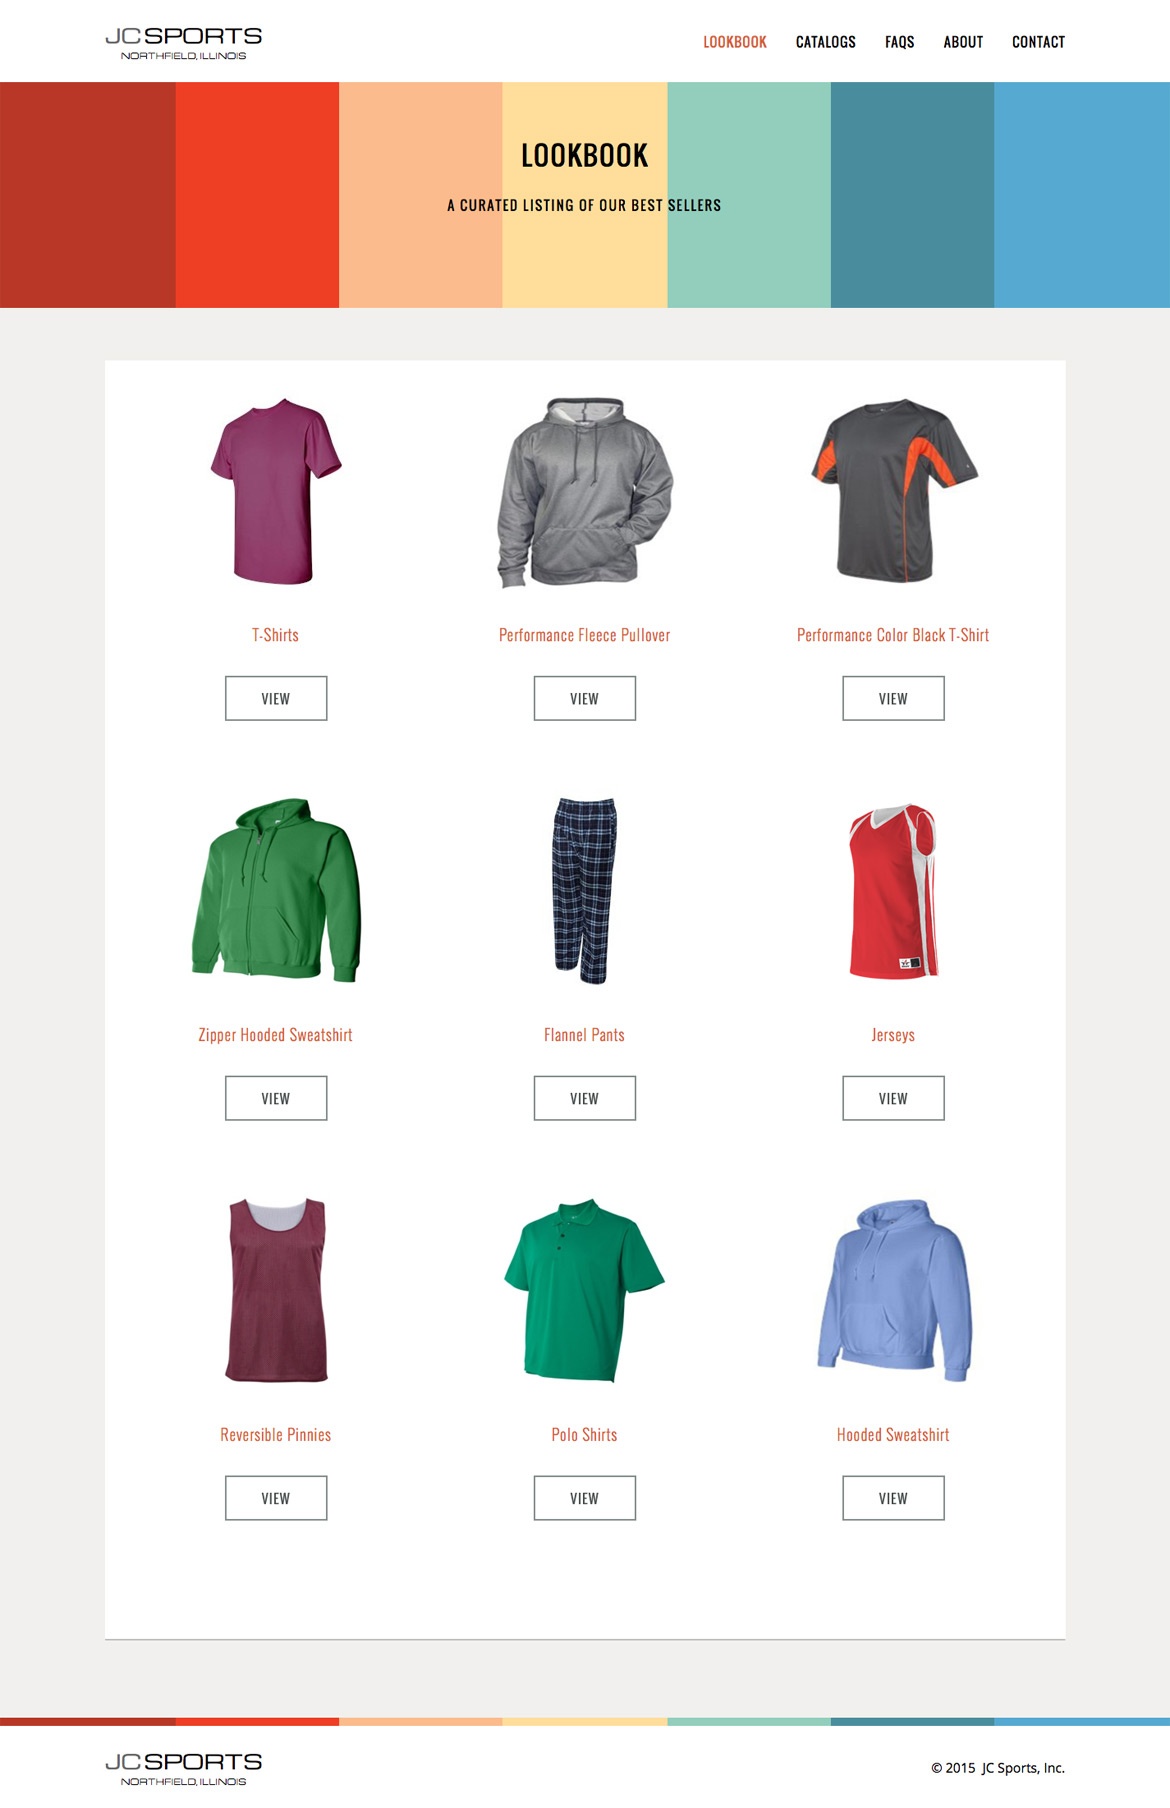 JCSPORTS
NORTHFIELD, ILLINOIS
LOOKBOOK CATALOGS FAQS ABOUT CONTACT
LOOKBOOK
A CURATED LISTING OF OUR BEST SELLERS
T-Shirts Performance Fleece Pullover Performance Color Black T-Shirt
VIEW VIEW VIEW
Zipper Hooded Sweatshirt Flannel Pants Jerseys
VIEW VIEW VIEW
Reversible Pinnies Polo Shirts Hooded Sweatshirt
VIEW VIEW VIEW
JCSPORTS
NORTHFIELD, ILLINOIS
© 2015 JC Sports, Inc.